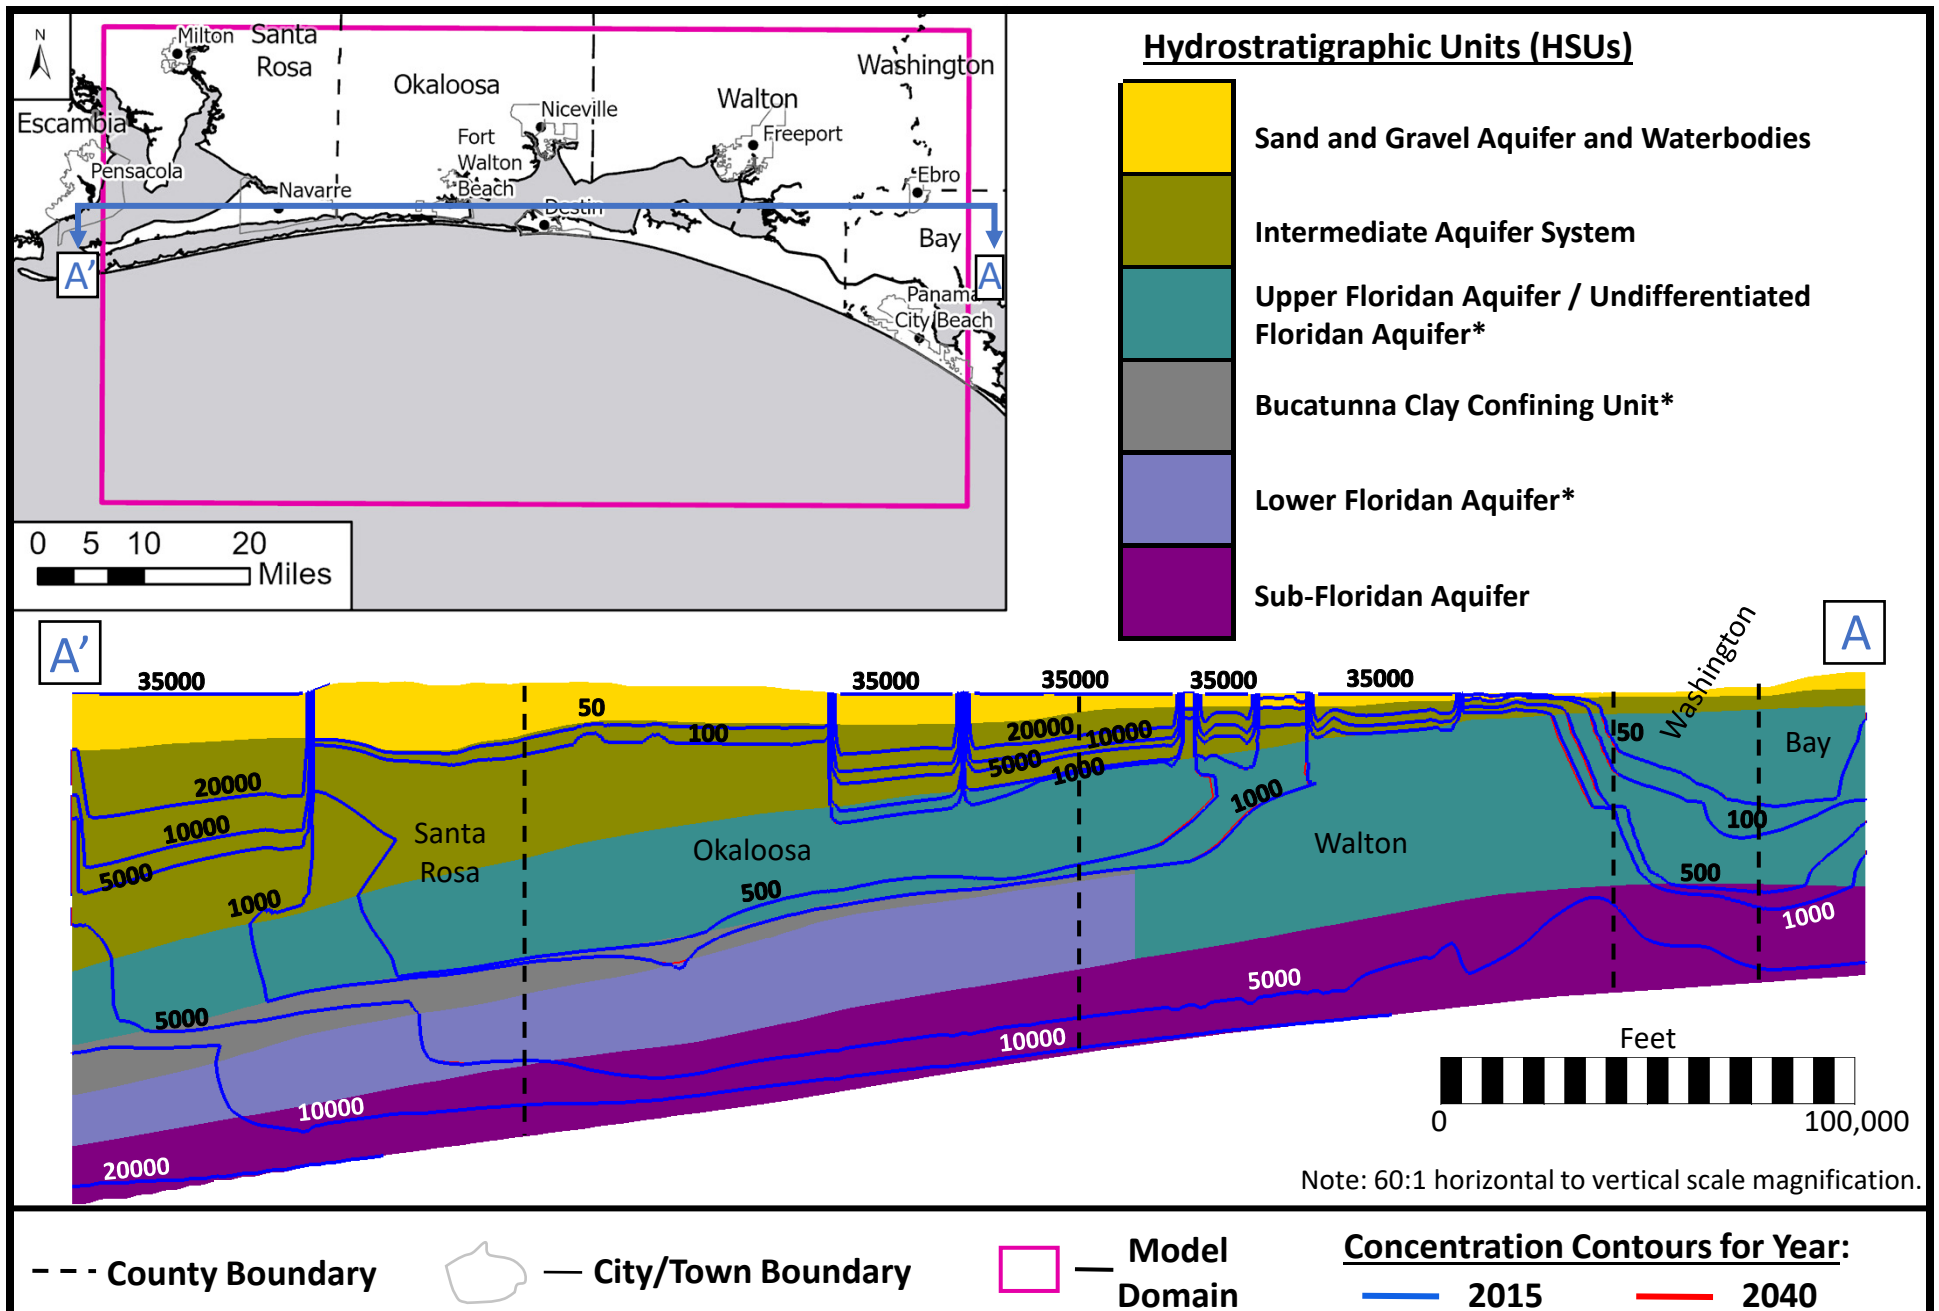 N
Milton
Santa
Rosa
Escambia
Pensacola
Navarre
Okaloosa
Niceville
Fort
Walton
Beach
Destin
Walton
Freeport
Washington
Ebro
Bay
Panama
City Beach
A'
A
0 5 10 20
Miles
Hydrostratigraphic Units (HSUs)
Sand and Gravel Aquifer and Waterbodies
Intermediate Aquifer System
Upper Floridan Aquifer / Undifferentiated
Floridan Aquifer*
Bucatunna Clay Confining Unit*
Lower Floridan Aquifer*
Sub-Floridan Aquifer
A'
A
35000
35000
35000
35000
35000
50
100
20000
10000
5000
1000
20000
10000
5000
1000
1000
50
100
500
1000
Santa
Rosa
Okaloosa
Walton
Washington
Bay
500
5000
5000
10000
10000
20000
Feet
0 100,000
Note: 60:1 horizontal to vertical scale magnification.
County Boundary
City/Town Boundary
Model
Domain
Concentration Contours for Year:
2015
2040